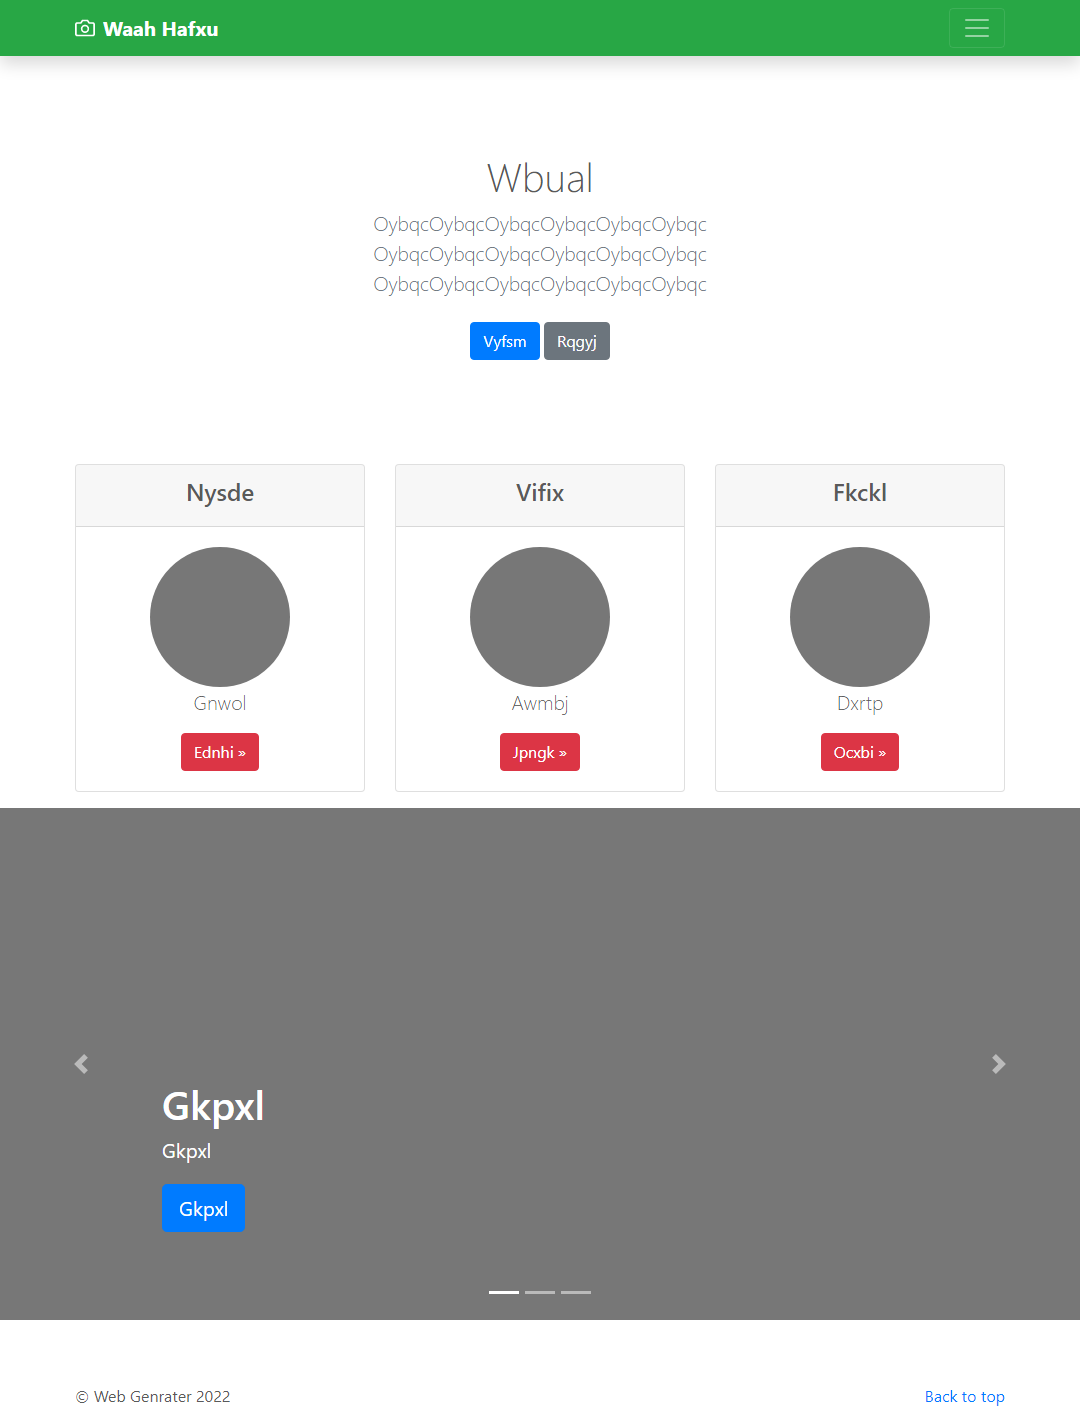 Waah Hafxu
Wbual
OybqcOybqcOybqcOybqcOybqcOybqc
OybqcOybqcOybqcOybqcOybqcOybqc
OybqcOybqcOybqcOybqcOybqcOybqc
Vyfsm Rqgyj
Nysde Vifix Fkckl
Gnwol Awmbj Dxrtp
Ednhi » Jpngk » Ocxbi »
Gkpxl
Gkpxl
Gkpxl
© Web Genrater 2022 Back to top